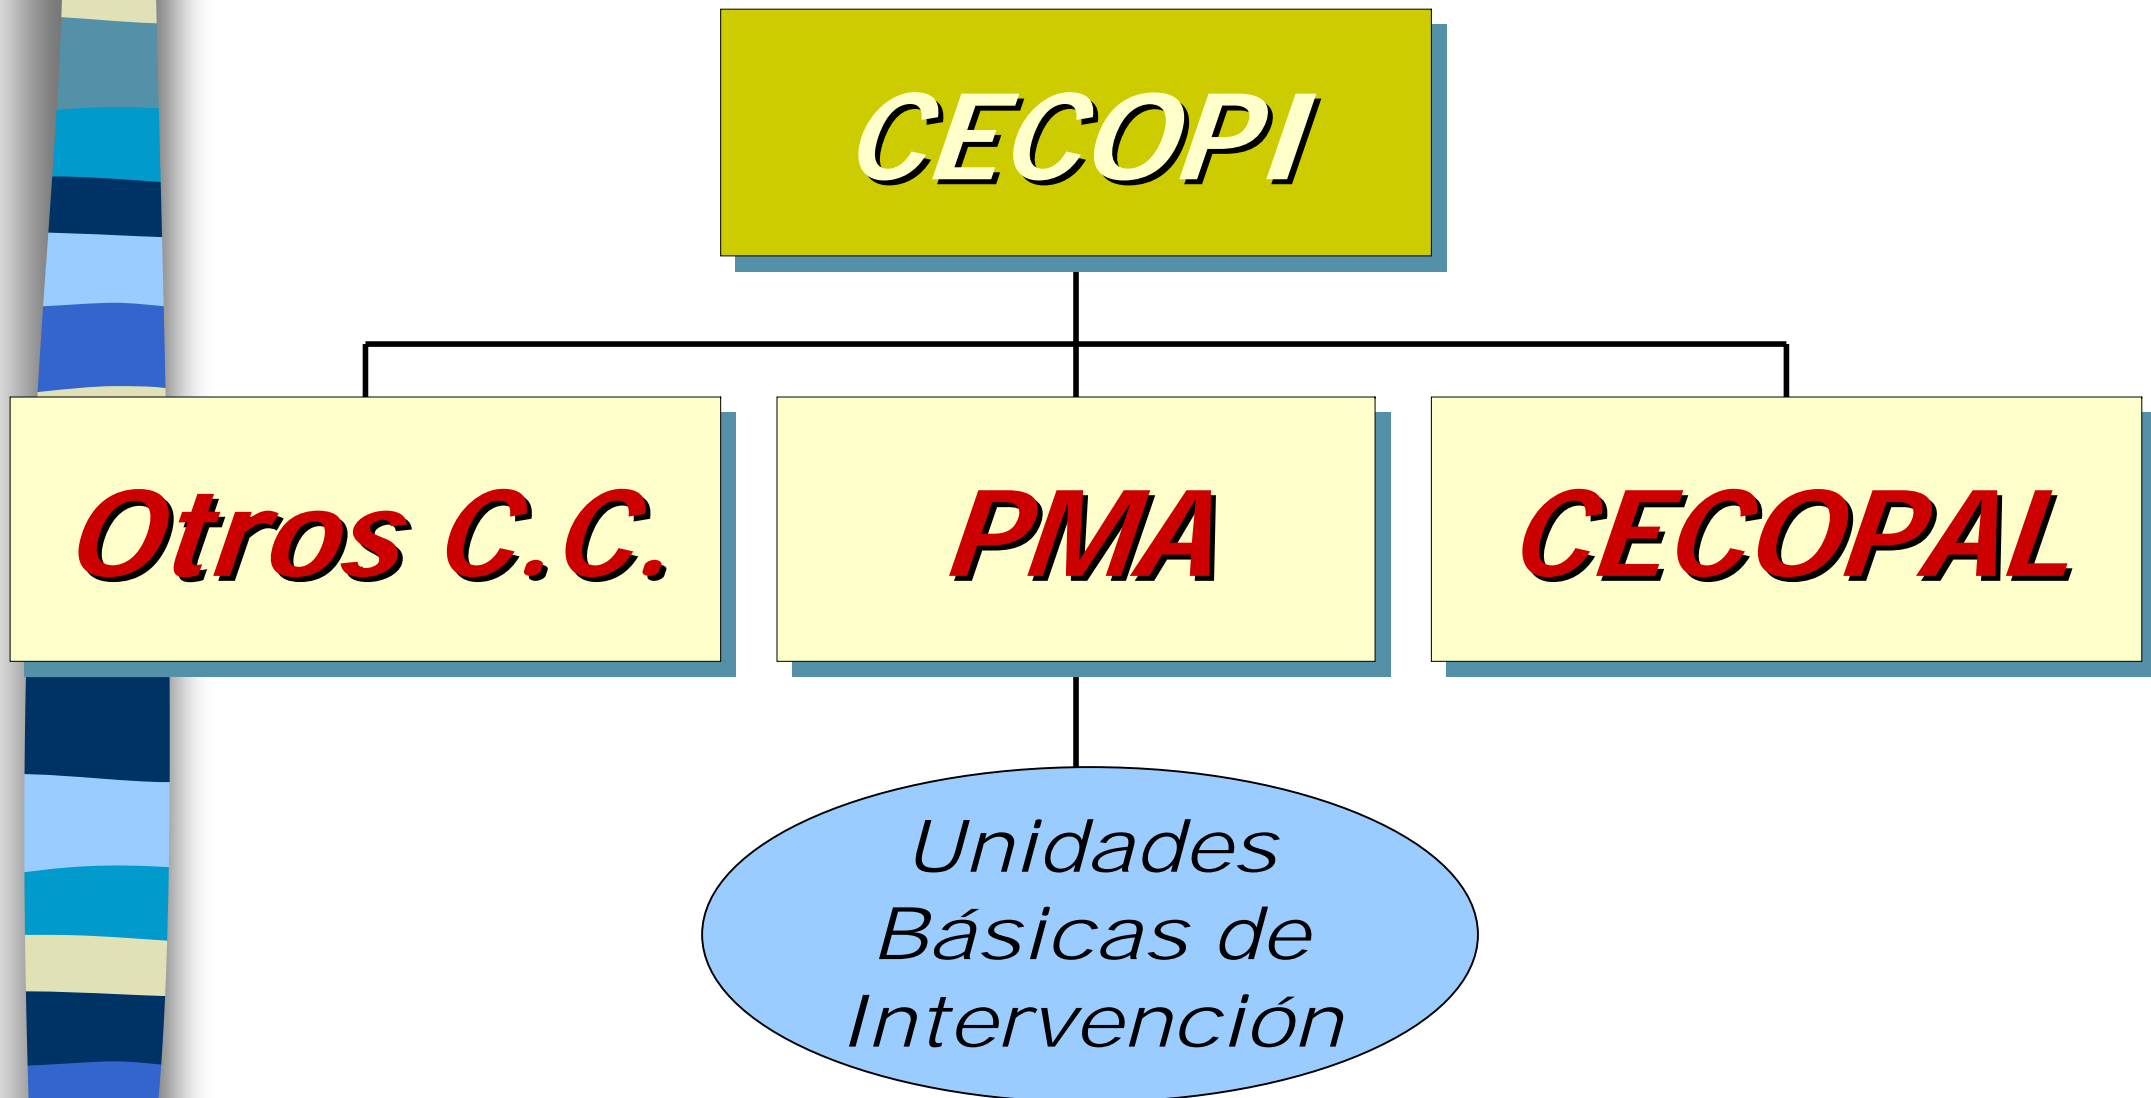 CECOPI
Otros C.C.
PMA
CECOPAL
Unidades
Básicas de
Intervención